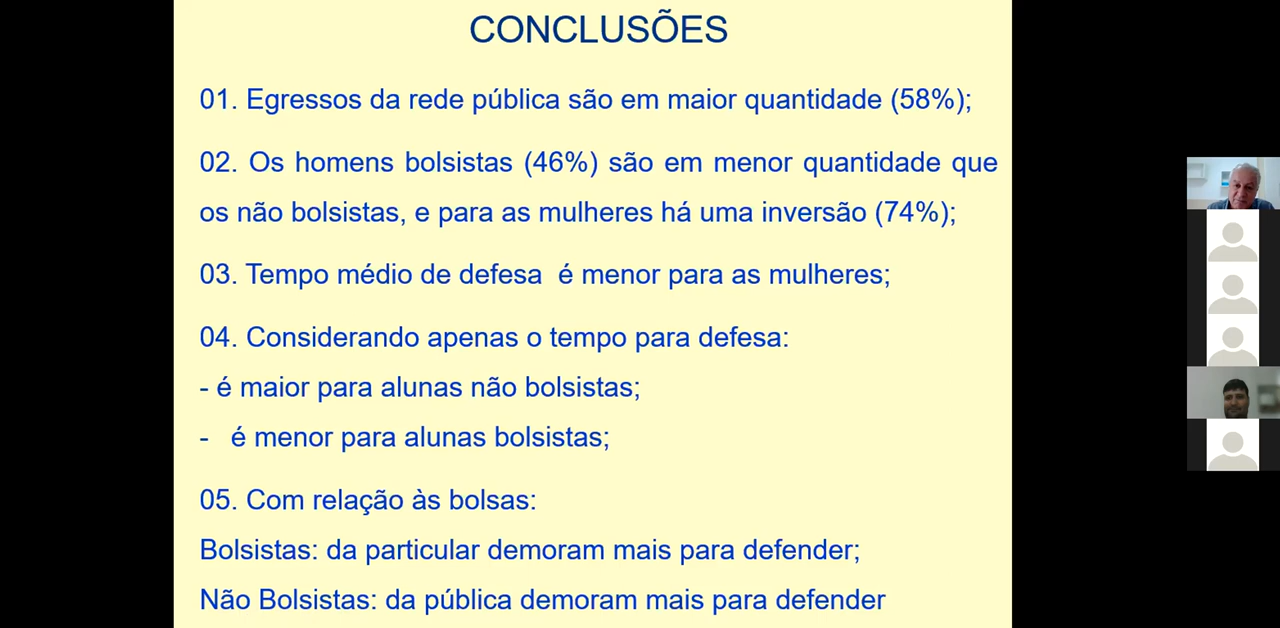 CONCLUSÕES
01. Egressos da rede pública são em maior quantidade (58%);
02. Os homens bolsistas (46%) são em menor quantidade que
os não bolsistas, e para as mulheres há uma inversão (74%);
03. Tempo médio de defesa é menor para as mulheres;
04. Considerando apenas o tempo para defesa:
- é maior para alunas não bolsistas;
- é menor para alunas bolsistas;
05. Com relação às bolsas:
Bolsistas: da particular demoram mais para defender;
Não Bolsistas: da pública demoram mais para defender